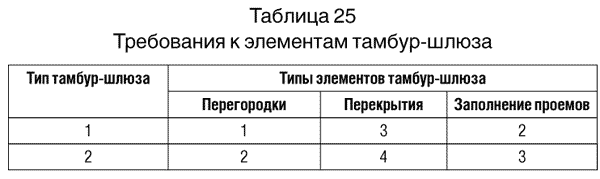 Таблица 25
Требования к элементам тамбур-шлюза
Тип тамбур-шлюза Типы элементов тамбур-шлюза
Перегородки Перекрытия Заполнение проемов
1 1 3 2
2 2 4 3